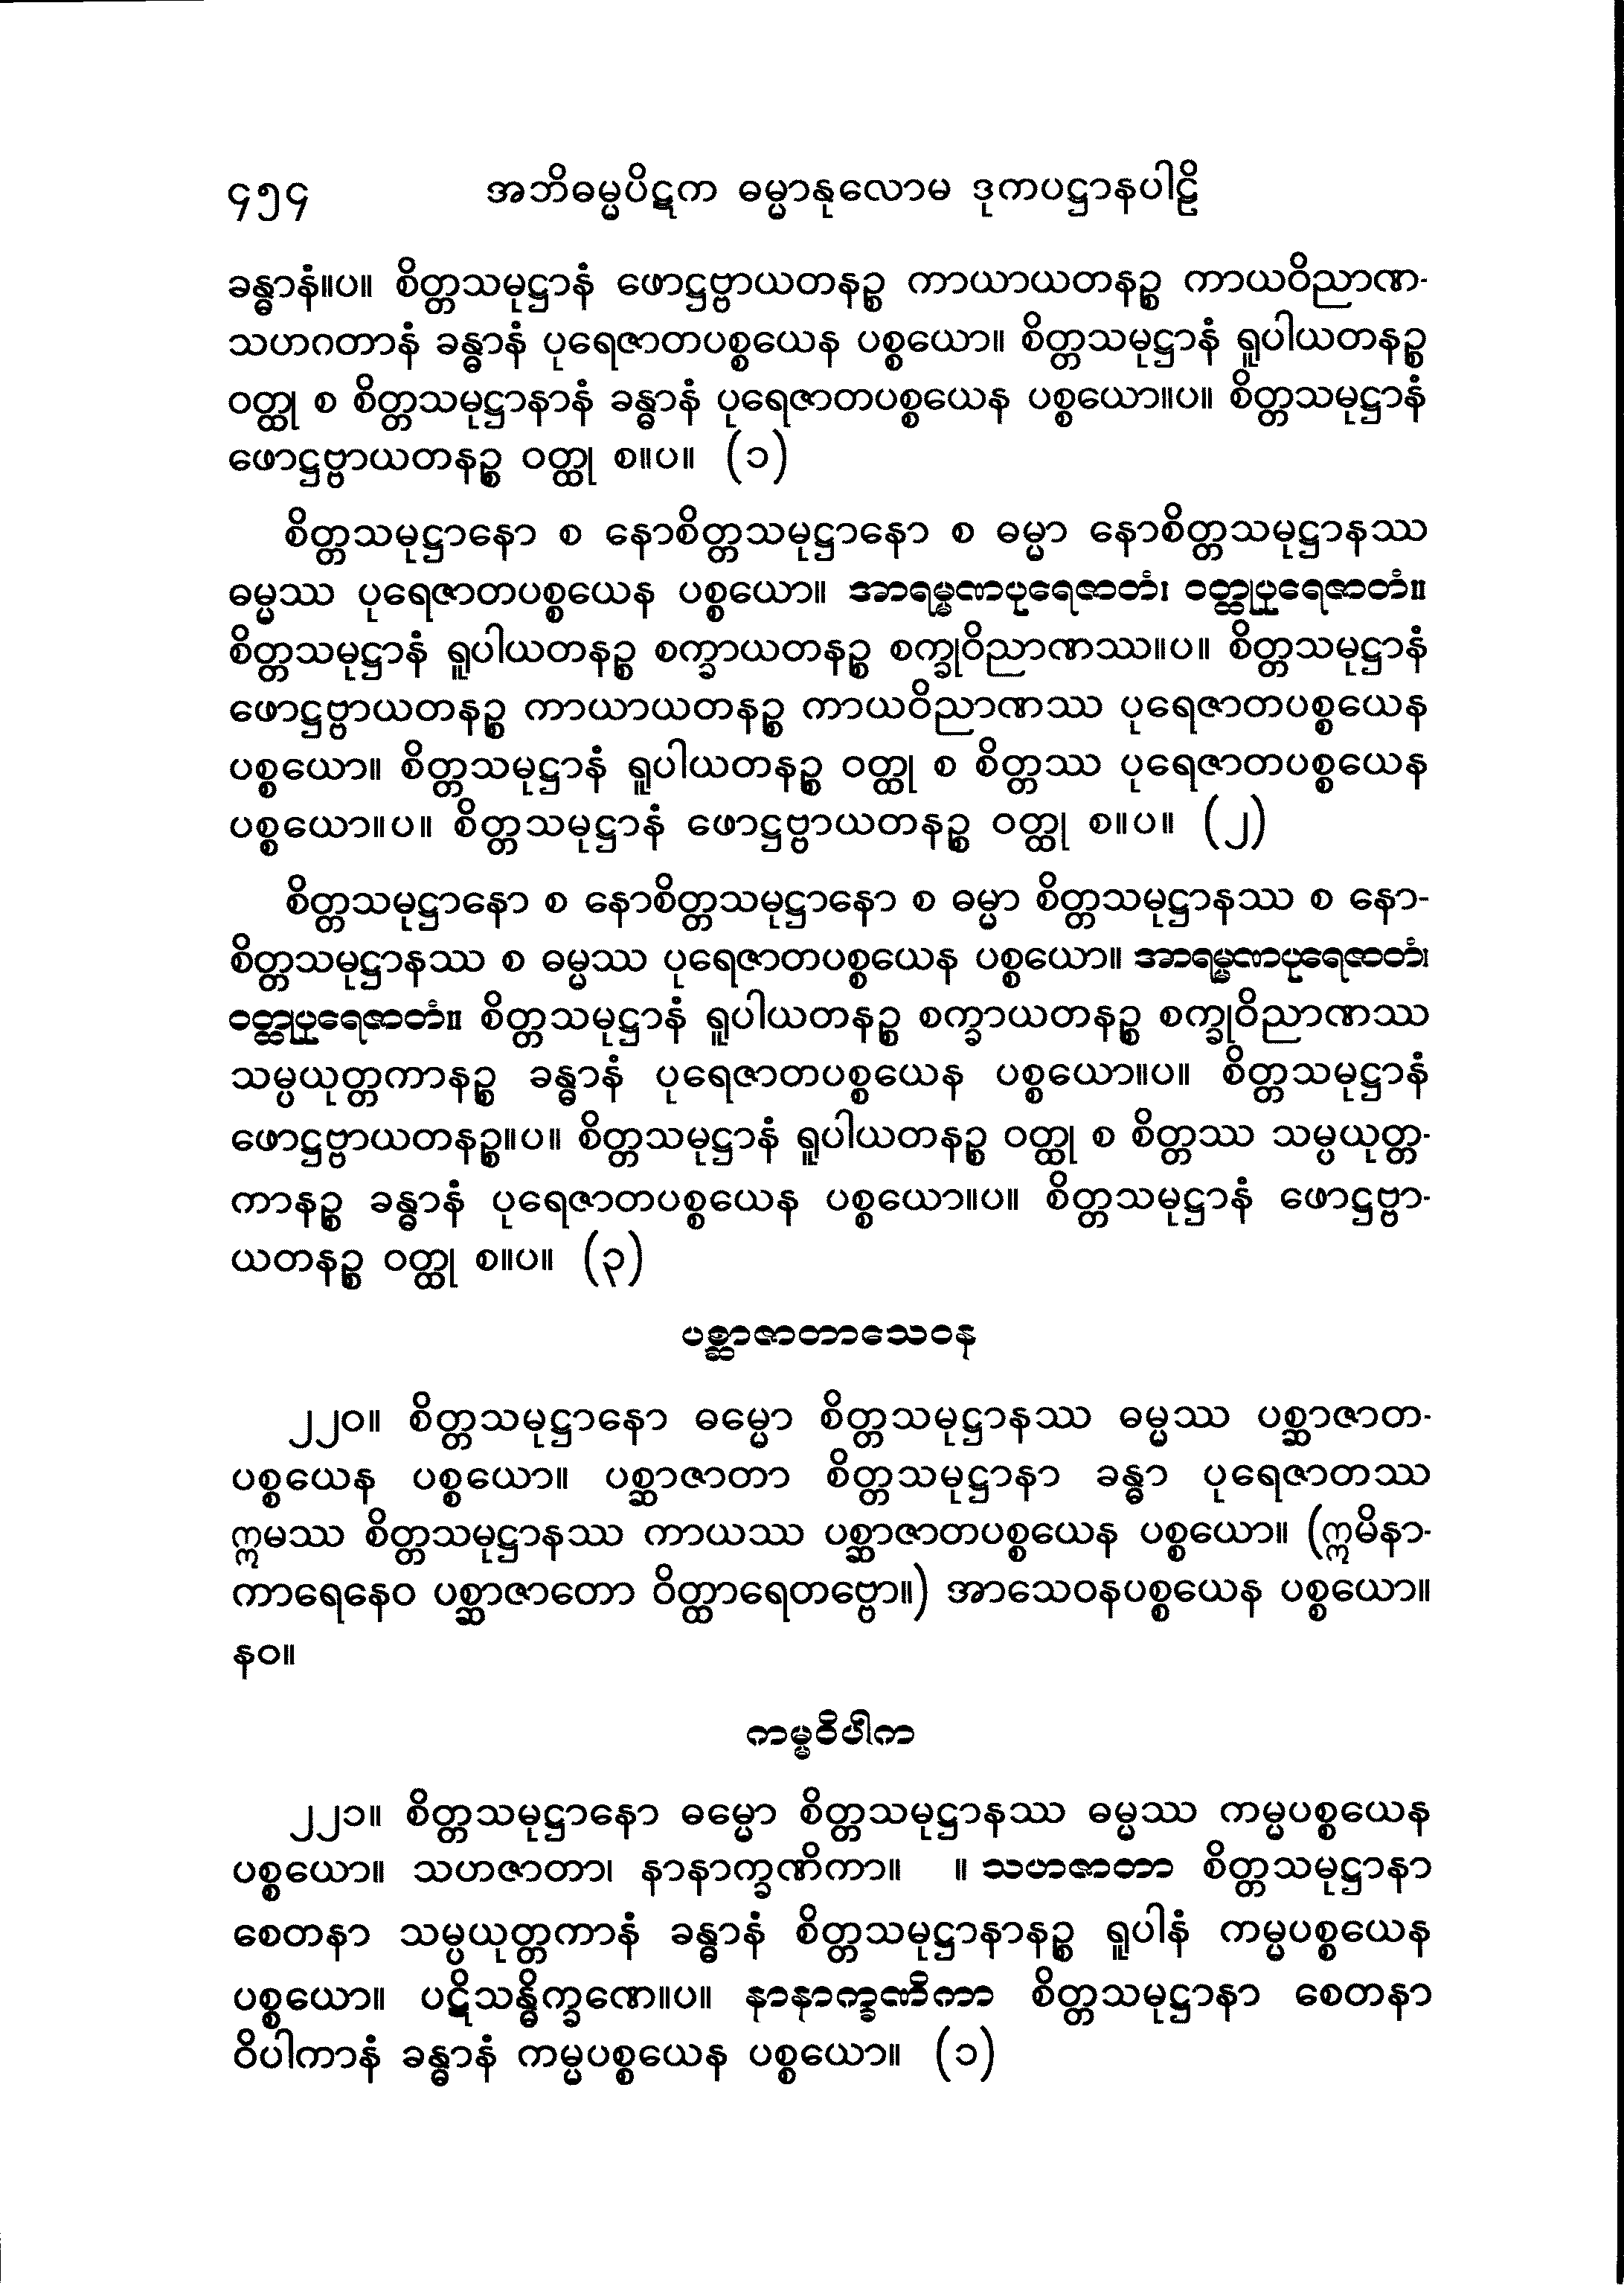 ၄၅၄ အဘိဓမ္မပိဋက ဓမ္မာနုလောမ ဒုကပဋ္ဌာနပါဠိ
ခန္ဓာနံ။ပ။ စိတ္တသမုဋ္ဌာနံ ဖောဋ္ဌဗ္ဗာယတနဉ္စ ကာယာယတနဉ္စ ကာယဝိညာဏ-
သဟဂတာနံ ခန္ဓာနံ ပုရေဇာတပစ္စယေန ပစ္စယော။ စိတ္တသမုဋ္ဌာနံ ရူပါယတနဉ္စ
ဝတ္ထု စ စိတ္တသမုဋ္ဌာနာနံ ခန္ဓာနံ ပုရေဇာတပစ္စယေန ပစ္စယော။ပ။ စိတ္တသမုဋ္ဌာနံ
ဖောဋ္ဌဗ္ဗာယတနဉ္စ ဝတ္ထု စ။ပ။ (၁)
စိတ္တသမုဋ္ဌာနော စ နောစိတ္တသမုဋ္ဌာနော စ ဓမ္မာ နောစိတ္တသမုဋ္ဌာနဿ
ဓမ္မဿ ပုရေဇာတပစ္စယေန ပစ္စယော။ အာရမ္မဏပုရေဇာတံ၊ ဝတ္ထုပုရေဇာတံ။
စိတ္တသမုဋ္ဌာနံ ရူပါယတနဉ္စ စက္ခာယတနဉ္စ စက္ခုဝိညာဏဿ။ပ။ စိတ္တသမုဋ္ဌာနံ
ဖောဋ္ဌဗ္ဗာယတနဉ္စ ကာယာယတနဉ္စ ကာယဝိညာဏဿ ပုရေဇာတပစ္စယေန
ပစ္စယော။ စိတ္တသမုဋ္ဌာနံ ရူပါယတနဉ္စ ဝတ္ထု စ စိတ္တဿ ပုရေဇာတပစ္စယေန
ပစ္စယော။ပ။ စိတ္တသမုဋ္ဌာနံ ဖောဋ္ဌဗ္ဗာယတနဉ္စ ဝတ္ထု စ။ပ။ (၂)
စိတ္တသမုဋ္ဌာနော စ နောစိတ္တသမုဋ္ဌာနော စ ဓမ္မာ စိတ္တသမုဋ္ဌာနဿ စ နော-
စိတ္တသမုဋ္ဌာနဿ စ ဓမ္မဿ ပုရေဇာတပစ္စယေန ပစ္စယော။ အာရမ္မဏပုရေဇာတံ၊
ဝတ္ထုပုရေဇာတံ။ စိတ္တသမုဋ္ဌာနံ ရူပါယတနဉ္စ စက္ခာယတနဉ္စ စက္ခုဝိညာဏဿ
သမ္ပယုတ္တကာနဉ္စ ခန္ဓာနံ ပုရေဇာတပစ္စယေန ပစ္စယော။ပ။ စိတ္တသမုဋ္ဌာနံ
ဖောဋ္ဌဗ္ဗာယတနဉ္စ။ပ။ စိတ္တသမုဋ္ဌာနံ ရူပါယတနဉ္စ ဝတ္ထု စ စိတ္တဿ သမ္ပယုတ္တ-
ကာနဉ္စ ခန္ဓာနံ ပုရေဇာတပစ္စယေန ပစ္စယော။ပ။ စိတ္တသမုဋ္ဌာနံ ဖောဋ္ဌဗ္ဗာ-
ယတနဉ္စ ဝတ္ထု စ။ပ။ (၃)
ပစ္ဆာဇာတာသေဝန
၂၂၀။ စိတ္တသမုဋ္ဌာနော ဓမ္မော စိတ္တသမုဋ္ဌာနဿ ဓမ္မဿ ပစ္ဆာဇာတ-
ပစ္စယေန ပစ္စယော။ ပစ္ဆာဇာတာ စိတ္တသမုဋ္ဌာနာ ခန္ဓာ ပုရေဇာတဿ
ဣမဿ စိတ္တသမုဋ္ဌာနဿ ကာယဿ ပစ္ဆာဇာတပစ္စယေန ပစ္စယော။ (ဣမိနာ-
ကာရေနေဝ ပစ္ဆာဇာတော ဝိတ္ထာရေတဗ္ဗော။) အာသေဝနပစ္စယေန ပစ္စယော။
နဝ။
ကမ္မဝိပါက
၂၂၁။ စိတ္တသမုဋ္ဌာနော ဓမ္မော စိတ္တသမုဋ္ဌာနဿ ဓမ္မဿ ကမ္မပစ္စယေန
ပစ္စယော။ သဟဇာတာ၊ နာနာက္ခဏိကာ။ ။ သဟဇာတာ စိတ္တသမုဋ္ဌာနာ
စေတနာ သမ္ပယုတ္တကာနံ ခန္ဓာနံ စိတ္တသမုဋ္ဌာနာနဉ္စ ရူပါနံ ကမ္မပစ္စယေန
ပစ္စယော။ ပဋိသန္ဓိက္ခဏေ။ပ။ နာနာက္ခဏိကာ စိတ္တသမုဋ္ဌာနာ စေတနာ
ဝိပါကာနံ ခန္ဓာနံ ကမ္မပစ္စယေန ပစ္စယော။ (၁)